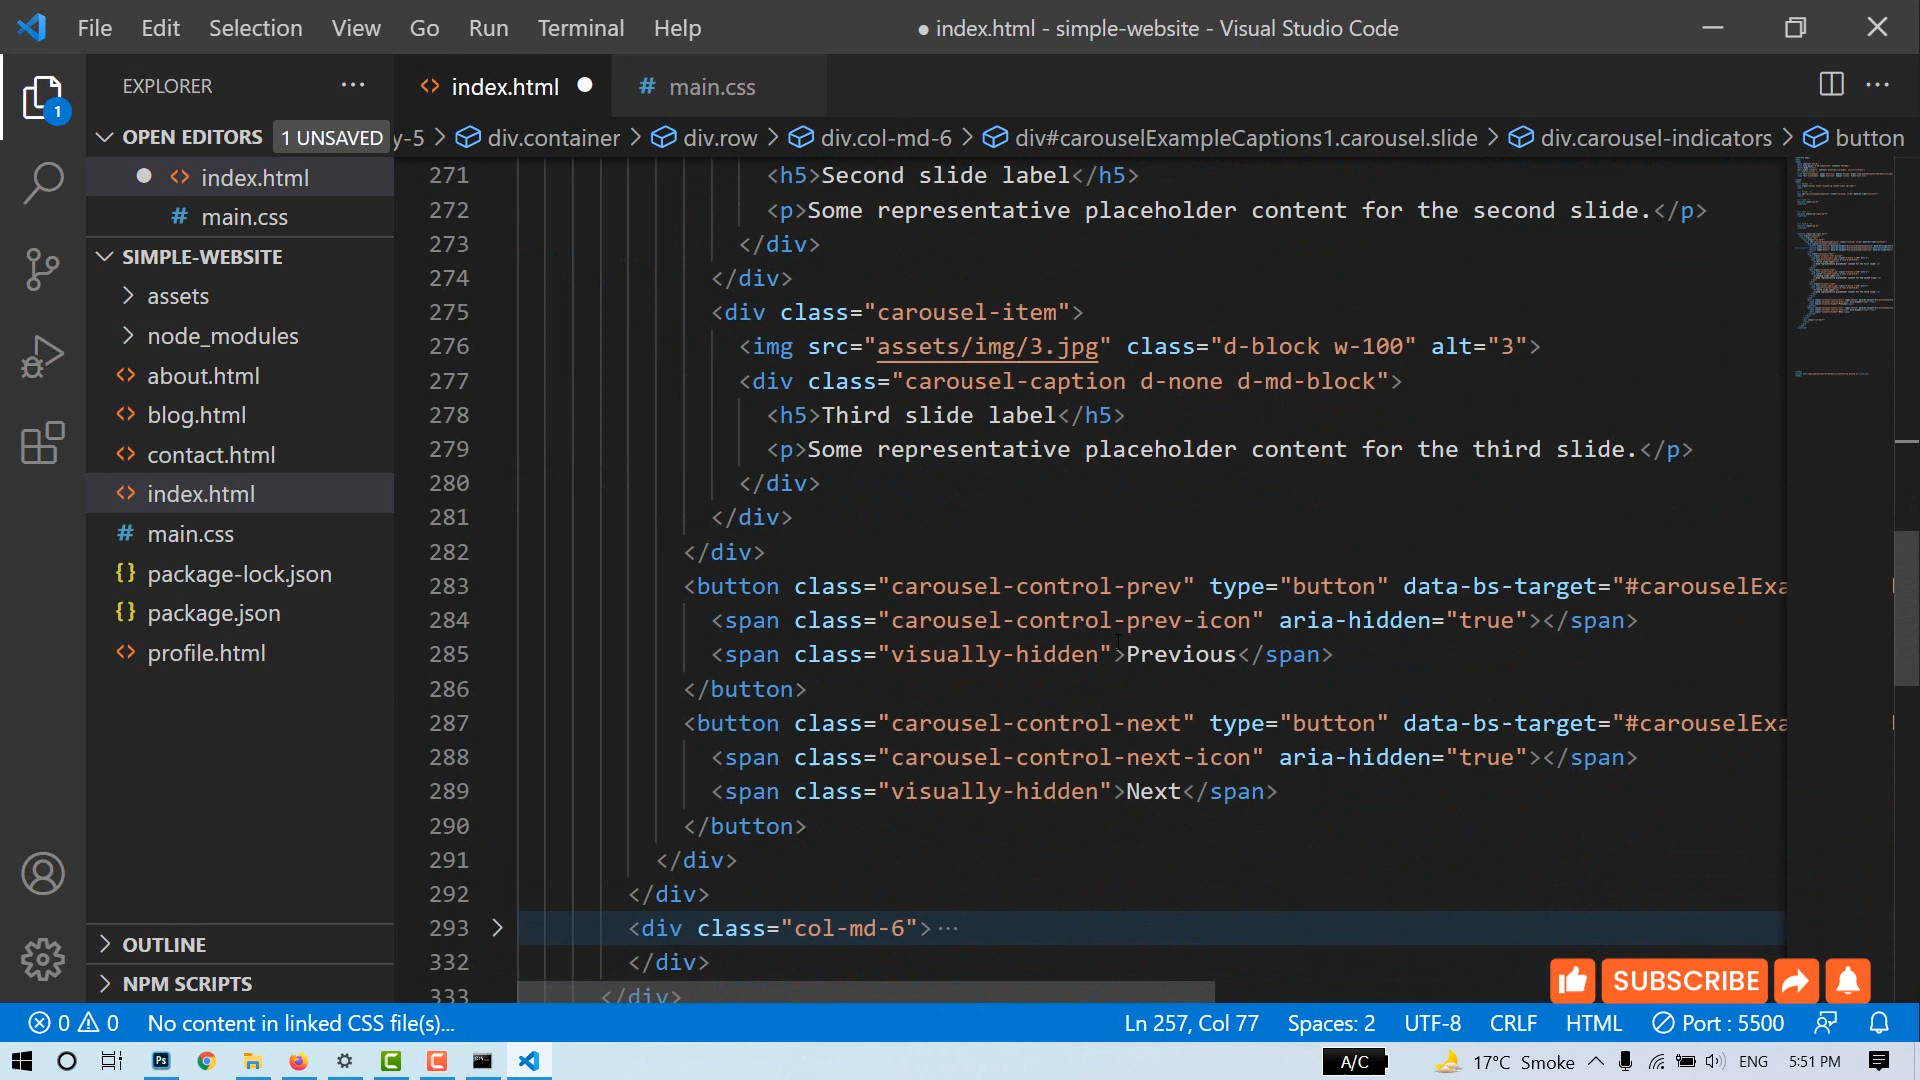 File Edit Selection View Go Run Terminal Help
● index.html - simple-website - Visual Studio Code
EXPLORER
index.html
main.css
OPEN EDITORS 1 UNSAVED
y-5 > div.container > div.row > div.col-md-6 > div#carouselExampleCaptions1.carousel.slide > div.carousel-indicators > button
1
index.html
main.css
SIMPLE-WEBSITE
assets
node_modules
about.html
blog.html
contact.html
index.html
main.css
package-lock.json
package.json
profile.html
OUTLINE
NPM SCRIPTS
271 <h5>Second slide label</h5>
272 <p>Some representative placeholder content for the second slide.</p>
273 </div>
274 </div>
275 <div class="carousel-item">
276 <img src="assets/img/3.jpg" class="d-block w-100" alt="3">
277 <div class="carousel-caption d-none d-md-block">
278 <h5>Third slide label</h5>
279 <p>Some representative placeholder content for the third slide.</p>
280 </div>
281 </div>
282 </div>
283 <button class="carousel-control-prev" type="button" data-bs-target="#carouselExa
284 <span class="carousel-control-prev-icon" aria-hidden="true"></span>
285 <span class="visually-hidden">Previous</span>
286 </button>
287 <button class="carousel-control-next" type="button" data-bs-target="#carouselExa
288 <span class="carousel-control-next-icon" aria-hidden="true"></span>
289 <span class="visually-hidden">Next</span>
290 </button>
291 </div>
292 </div>
293 <div class="col-md-6">…
332 </div>
333 </div>
SUBSCRIBE
0 0 No content in linked CSS file(s)...
Ln 257, Col 77 Spaces: 2 UTF-8 CRLF HTML Port : 5500
Ps
A/C 17°C Smoke ENG 5:51 PM